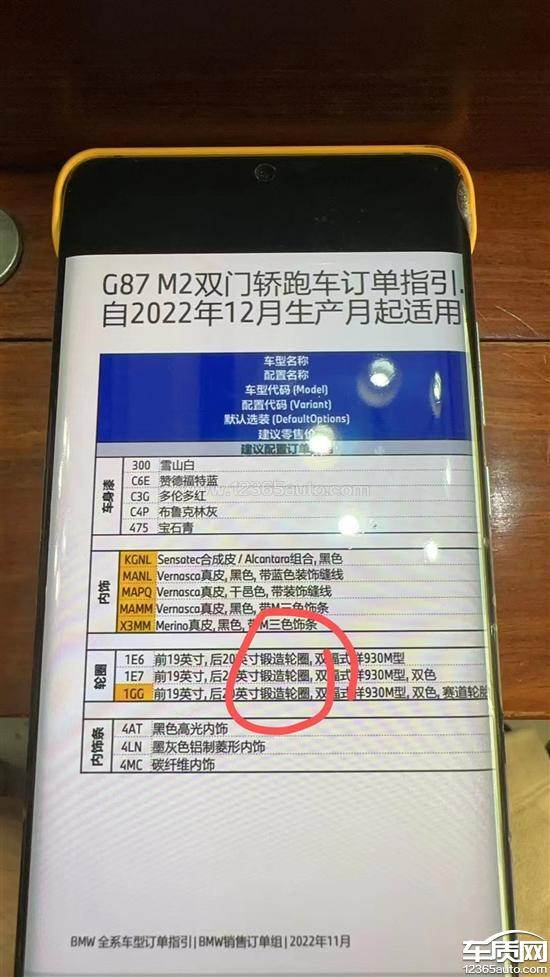 G87 M2双门轿跑车订单指引.
自2022年12月生产月起适用
车型名称
配置名称
车型代码 (Model)
配置代码 (Variant)
默认选装 (DefaultOptions)
建议零售价
建议配置订单
www.12365auto.com
车身漆
300 雪山白
C6E 赞德福特蓝
C3G 多伦多红
C4P 布鲁克林灰
475 宝石青
内饰
KGNL Sensatec合成皮 / Alcantara组合, 黑色
MANL Vernasca真皮, 黑色, 带蓝色装饰缝线
MAPQ Vernasca真皮, 干邑色, 带装饰缝线
MAMM Vernasca真皮, 黑色, 带M三色饰条
X3MM Merino真皮, 黑色, 带M三色饰条
轮圈
1E6 前19英寸, 后20英寸锻造轮圈, 双辐式样930M型
1E7 前19英寸, 后20英寸锻造轮圈, 双辐式样930M型, 双色
1GG 前19英寸, 后20英寸锻造轮圈, 双辐式样930M型, 双色, 赛道轮胎
内饰条
4AT 黑色高光内饰
4LN 墨灰色铝制菱形内饰
4MC 碳纤维内饰
BMW 全系车型订单指引 | BMW销售订单组 | 2022年11月
车质网
12365auto.com